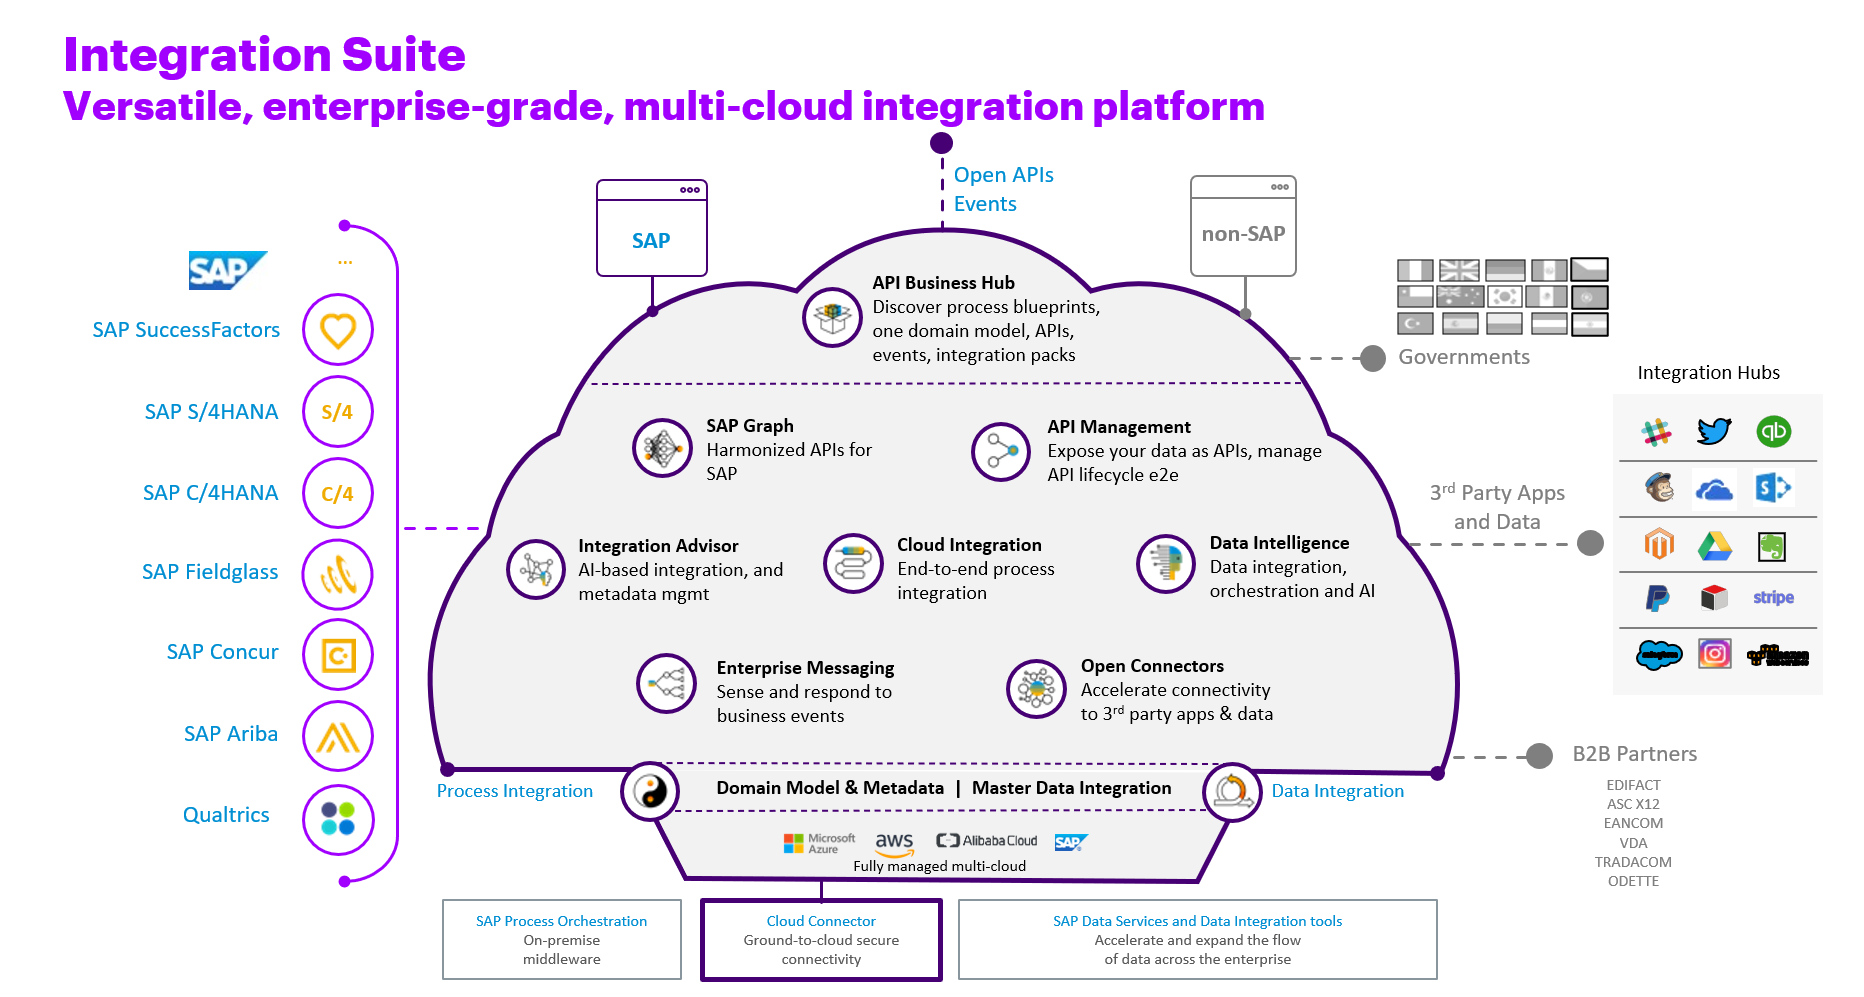 Integration Suite
Versatile, enterprise-grade, multi-cloud integration platform
Open APIs
Events
SAP
non-SAP
SAP
...
SAP SuccessFactors
SAP S/4HANA
S/4
SAP C/4HANA
C/4
SAP Fieldglass
SAP Concur
C
SAP Ariba
Qualtrics
API Business Hub
Discover process blueprints,
one domain model, APIs,
events, integration packs
SAP Graph
Harmonized APIs for
SAP
API Management
Expose your data as APIs, manage
API lifecycle e2e
Integration Advisor
AI-based integration, and
metadata mgmt
Cloud Integration
End-to-end process
integration
Data Intelligence
Data integration,
orchestration and AI
Enterprise Messaging
Sense and respond to
business events
Open Connectors
Accelerate connectivity
to 3rd party apps & data
Process Integration
Domain Model & Metadata | Master Data Integration
Data Integration
Microsoft
Azure
aws
Alibaba Cloud
SAP
Fully managed multi-cloud
SAP Process Orchestration
On-premise
middleware
Cloud Connector
Ground-to-cloud secure
connectivity
SAP Data Services and Data Integration tools
Accelerate and expand the flow
of data across the enterprise
Governments
Integration Hubs
3rd Party Apps
and Data
qb
S
stripe
B2B Partners
EDIFACT
ASC X12
EANCOM
VDA
TRADACOM
ODETTE